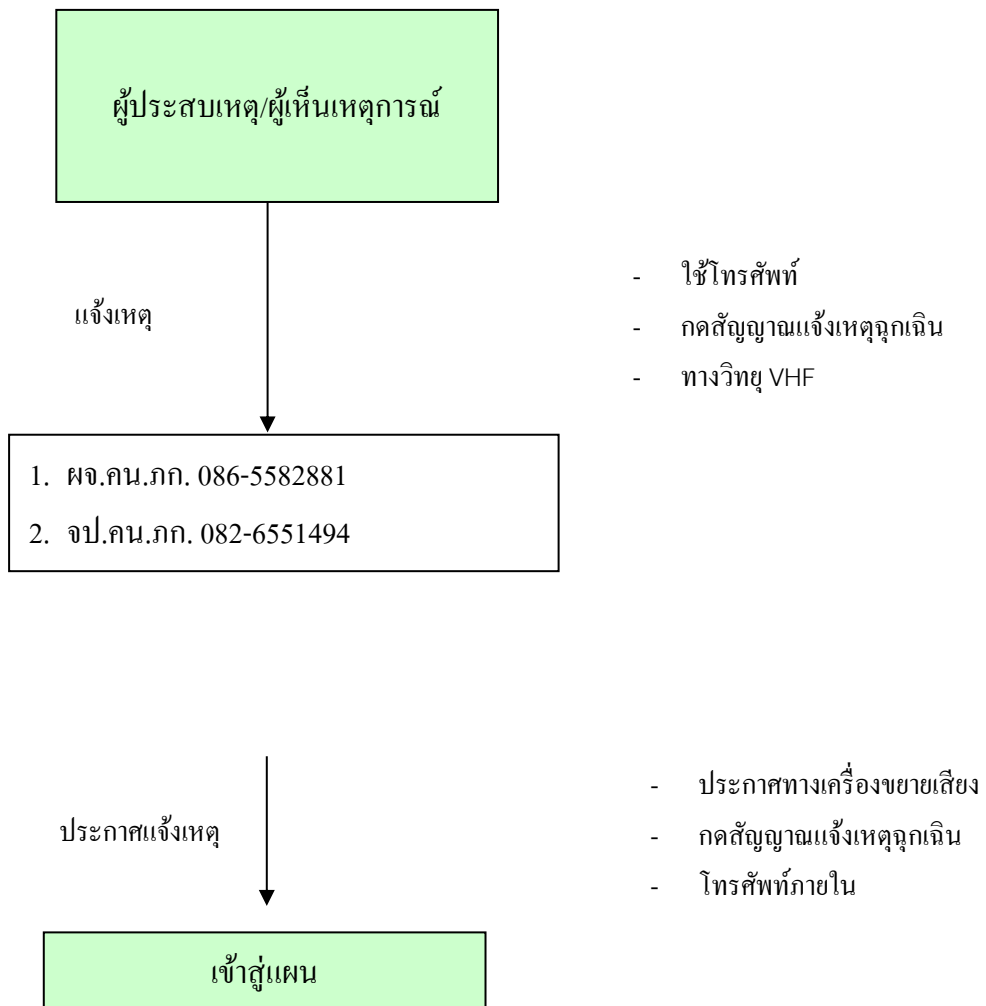 ผู้ประสบเหตุ/ผู้เห็นเหตุการณ์
แจ้งเหตุ
- ใช้โทรศัพท์
- กดสัญญาณแจ้งเหตุฉุกเฉิน
- ทางวิทยุ VHF
1. ผจ.คน.ภก. 086-5582881
2. จป.คน.ภก. 082-6551494
ประกาศแจ้งเหตุ
- ประกาศทางเครื่องขยายเสียง
- กดสัญญาณแจ้งเหตุฉุกเฉิน
- โทรศัพท์ภายใน
เข้าสู่แผน